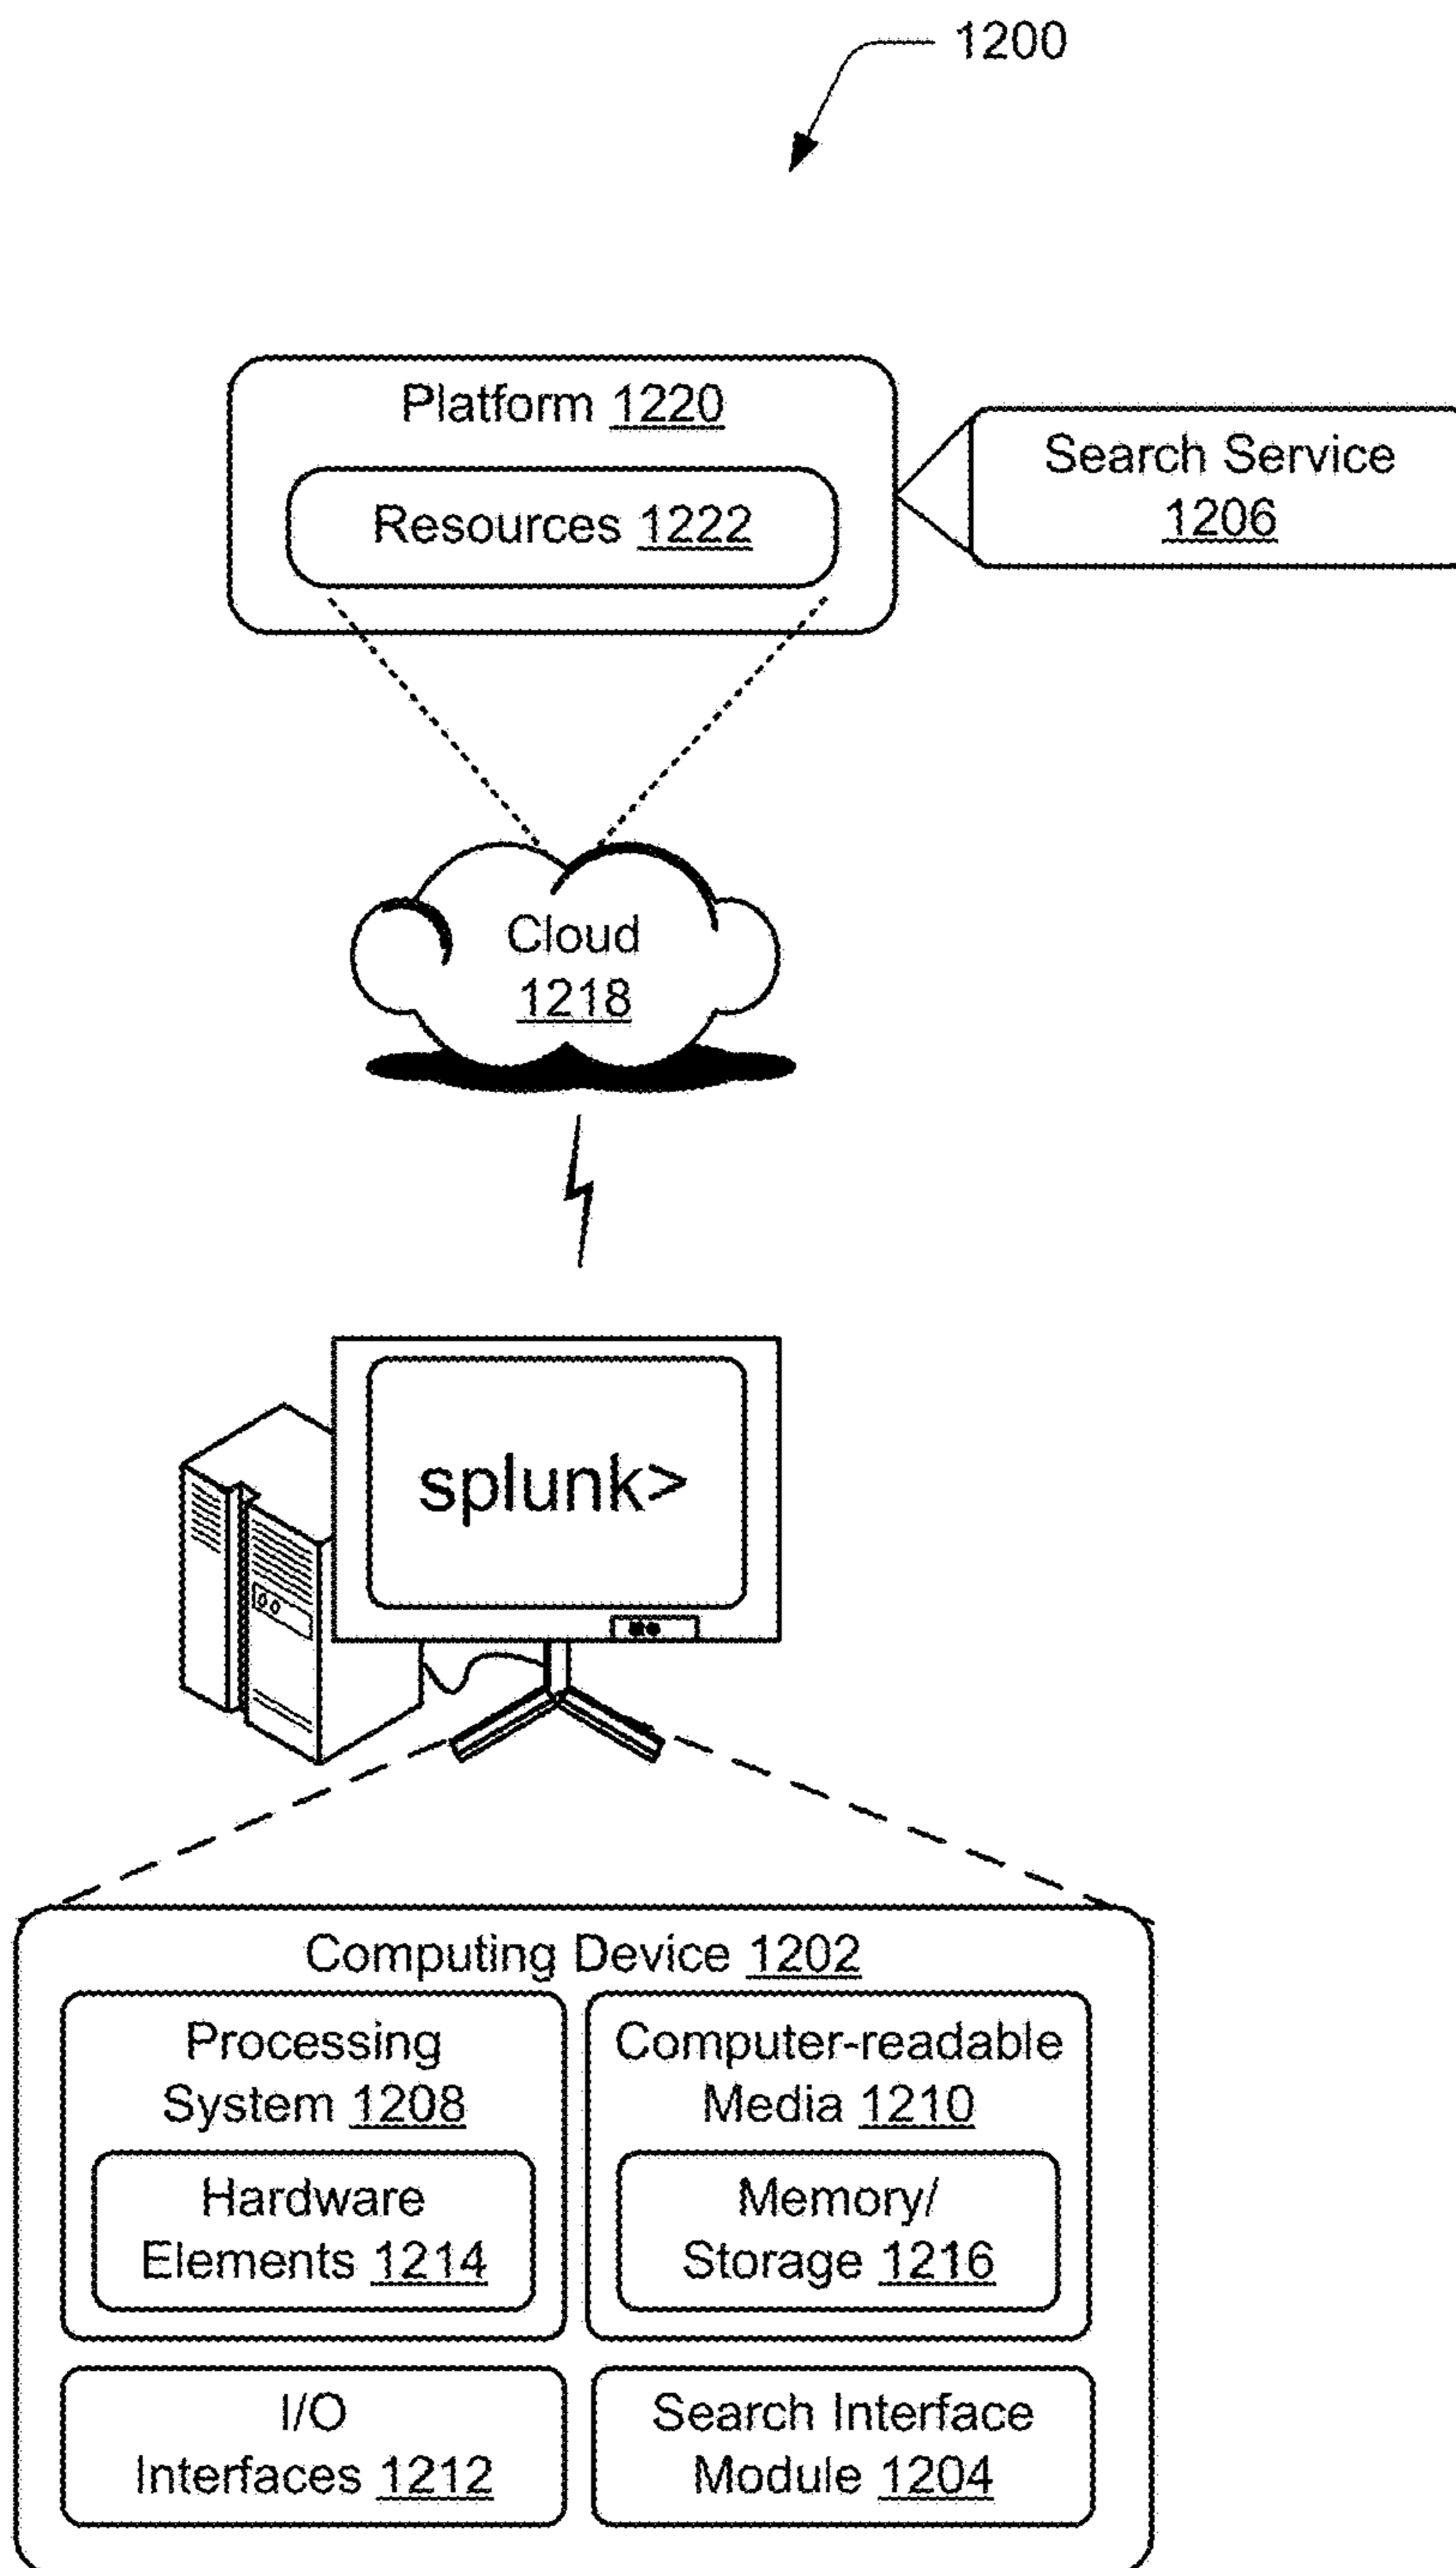 1200
Platform 1220
Resources 1222
Search Service
1206
Cloud
1218
splunk>
Computing Device 1202
Processing
System 1208
Hardware
Elements 1214
Computer-readable
Media 1210
Memory/
Storage 1216
I/O
Interfaces 1212
Search Interface
Module 1204